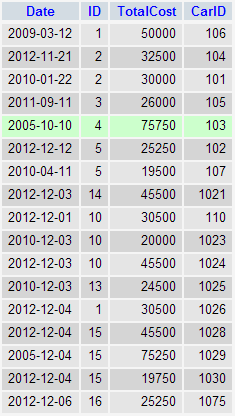 Date ID TotalCost CarID
2009-03-12 1 50000 106
2012-11-21 2 32500 104
2010-01-22 2 30000 101
2011-09-11 3 26000 105
2005-10-10 4 75750 103
2012-12-12 5 25250 102
2010-04-11 5 19500 107
2012-12-03 14 45500 1021
2012-12-01 10 30500 110
2010-12-03 10 20000 1023
2012-12-03 10 45500 1024
2010-12-03 13 24500 1025
2012-12-04 1 30500 1026
2012-12-04 15 45500 1028
2005-12-04 15 75250 1029
2012-12-04 15 19750 1030
2012-12-06 16 25250 1075